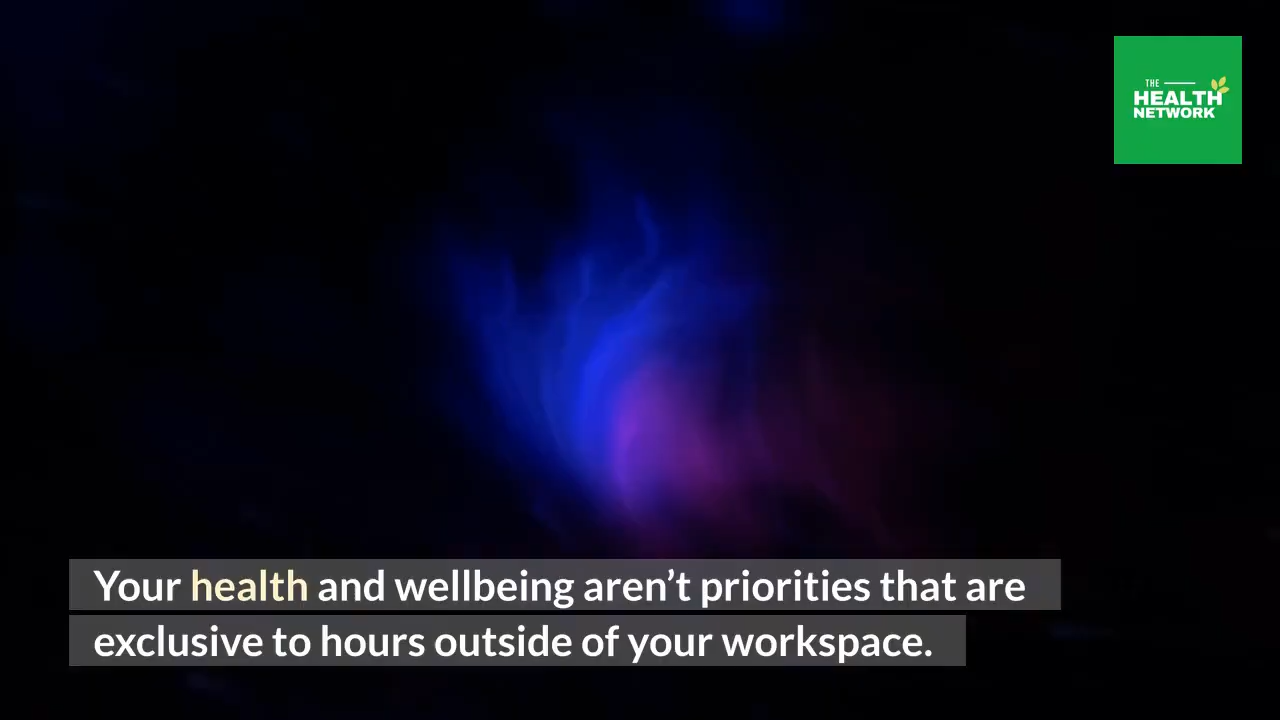 THE
HEALTH
NETWORK
Your health and wellbeing aren’t priorities that are
exclusive to hours outside of your workspace.